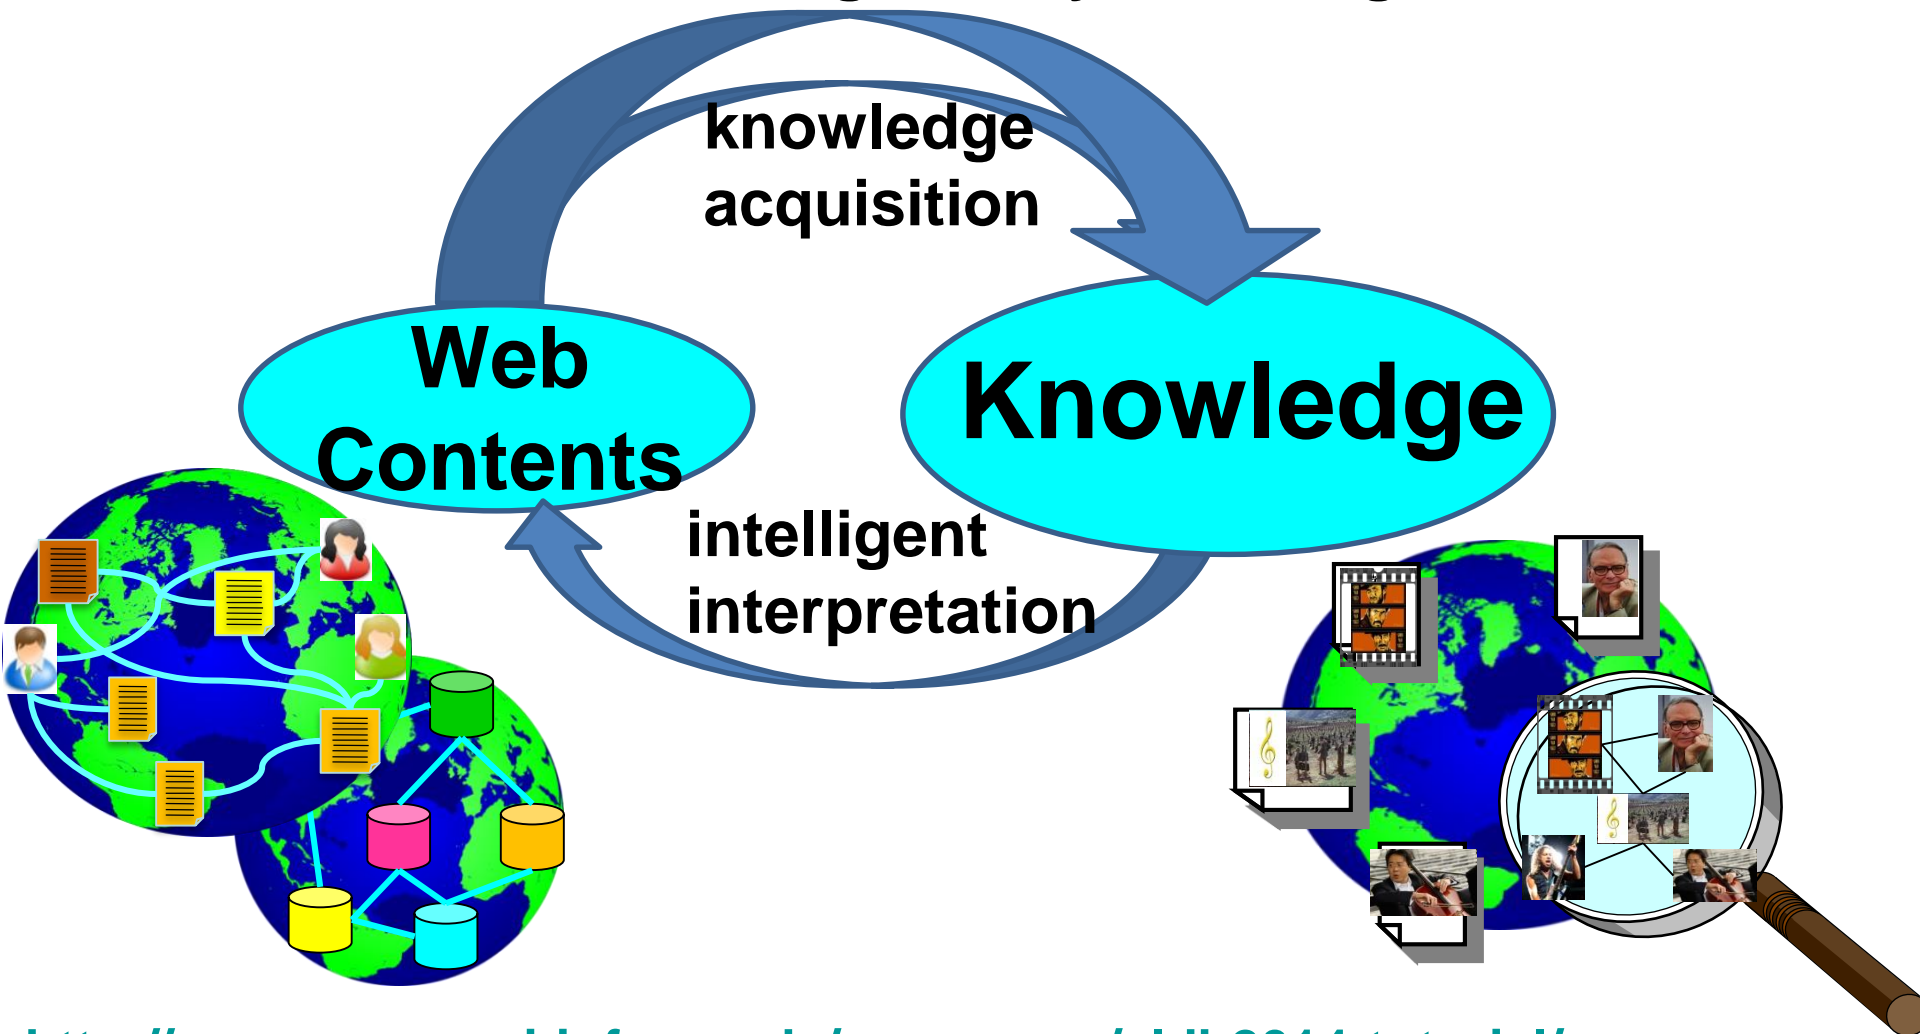 knowledge
acquisition
Web
Contents
Knowledge
intelligent
interpretation